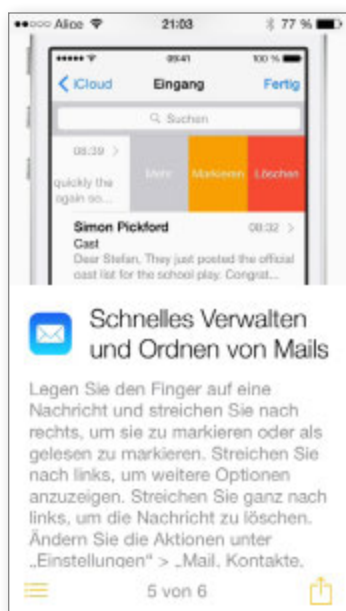 Alice 21:03 77 %
09:41 100 %
iCloud Eingang Fertig
Suchen
08:39
quickly the
again so...
Mehr Markieren Löschen
Simon Pickford 08:32
Cast
Dear Stefan, They just posted the official
cast list for the school play. Congrat...
Schnelles Verwalten
und Ordnen von Mails
Legen Sie den Finger auf eine
Nachricht und streichen Sie nach
rechts, um sie zu markieren oder als
gelesen zu markieren. Streichen Sie
nach links, um weitere Optionen
anzuzeigen. Streichen Sie ganz nach
links, um die Nachricht zu löschen.
Ändern Sie die Aktionen unter
„Einstellungen“ > „Mail, Kontakte,
5 von 6